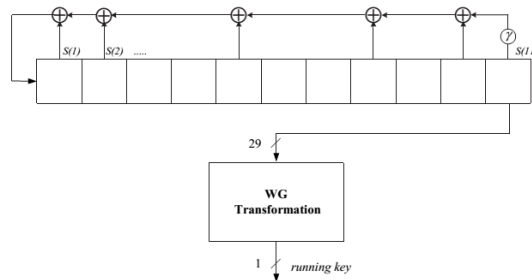 γ
S(1) S(2) ..... S(1
29
WG
Transformation
1
running key